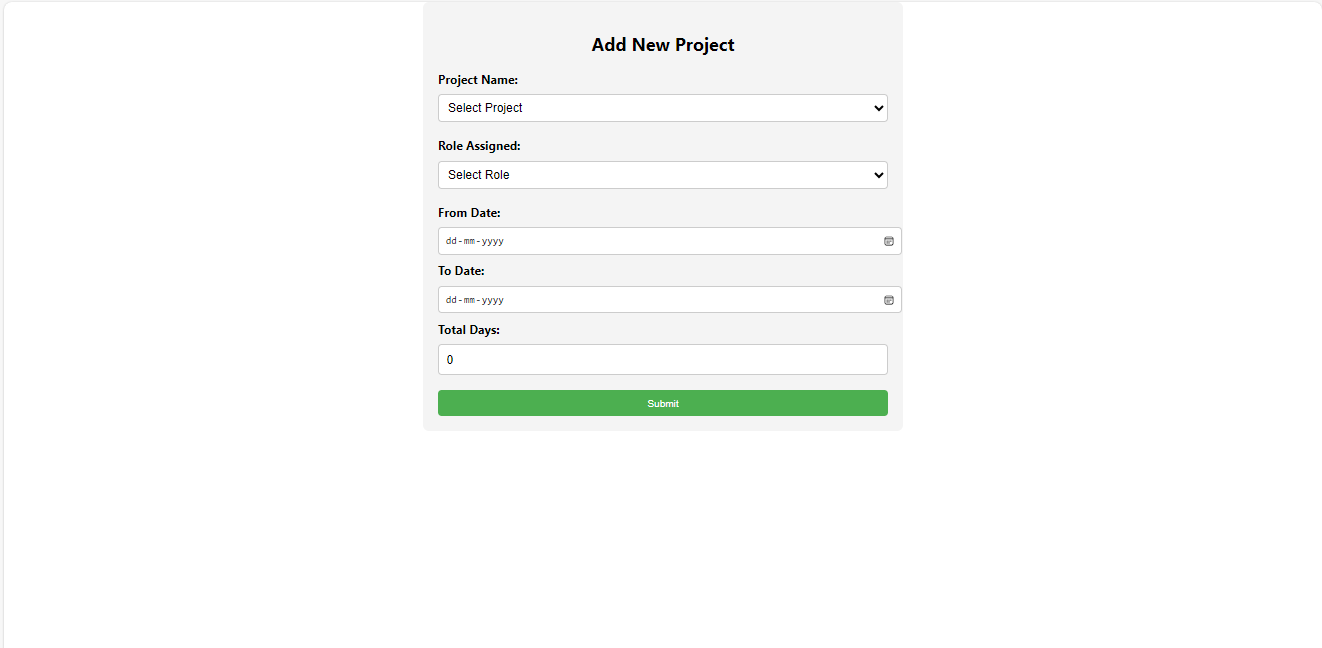 Add New Project
Project Name:
Select Project
Role Assigned:
Select Role
From Date:
dd-mm-yyyy
To Date:
dd-mm-yyyy
Total Days:
0
Submit